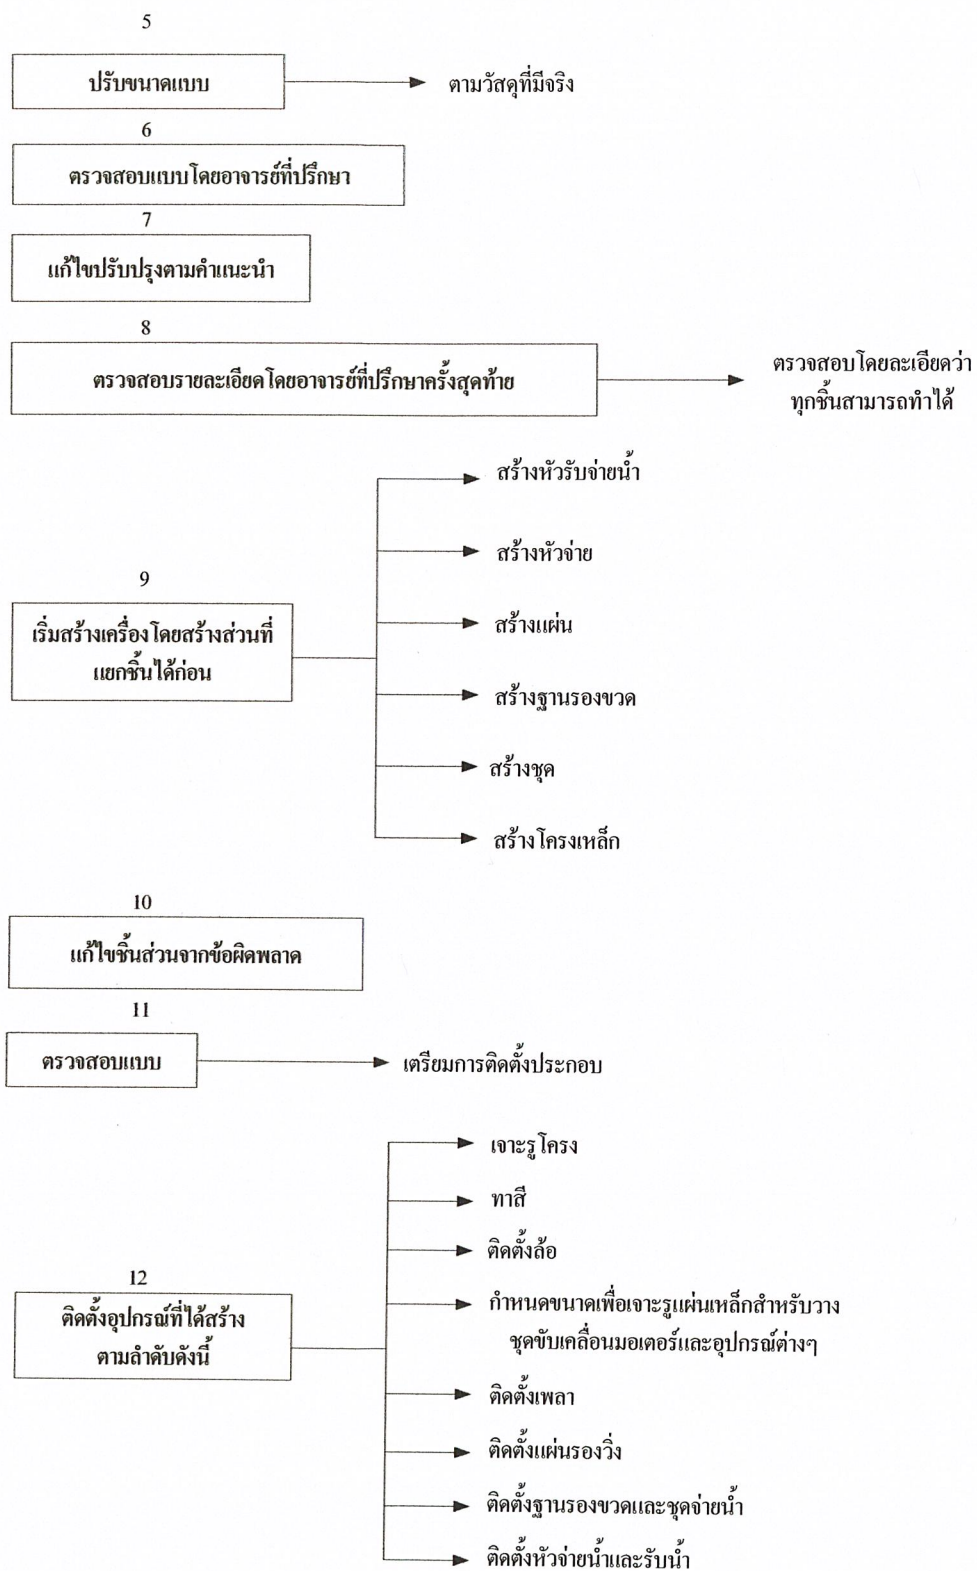 5
ปรับขนาดแบบ
ตามวัสดุที่มีจริง
6
ตรวจสอบแบบโดยอาจารย์ที่ปรึกษา
7
แก้ไขปรับปรุงตามคำแนะนำ
8
ตรวจสอบรายละเอียดโดยอาจารย์ที่ปรึกษาครั้งสุดท้าย
ตรวจสอบโดยละเอียดว่า
ทุกชิ้นสามารถทำได้
9
เริ่มสร้างเครื่องโดยสร้างส่วนที่
แยกชิ้นได้ก่อน
สร้างหัวรับจ่ายน้ำ
สร้างหัวจ่าย
สร้างแผ่น
สร้างฐานรองขวด
สร้างชุด
สร้างโครงเหล็ก
10
แก้ไขชิ้นส่วนจากข้อผิดพลาด
11
ตรวจสอบแบบ
เตรียมการติดตั้งประกอบ
12
ติดตั้งอุปกรณ์ที่ได้สร้าง
ตามลำดับดังนี้
เจาะรูโครง
ทาสี
ติดตั้งล้อ
กำหนดขนาดเพื่อเจาะรูแผ่นเหล็กสำหรับวาง
ชุดขับเคลื่อนมอเตอร์และอุปกรณ์ต่างๆ
ติดตั้งเพลา
ติดตั้งแผ่นรองวิ่ง
ติดตั้งฐานรองขวดและชุดจ่ายน้ำ
ติดตั้งหัวจ่ายน้ำและรับน้ำ